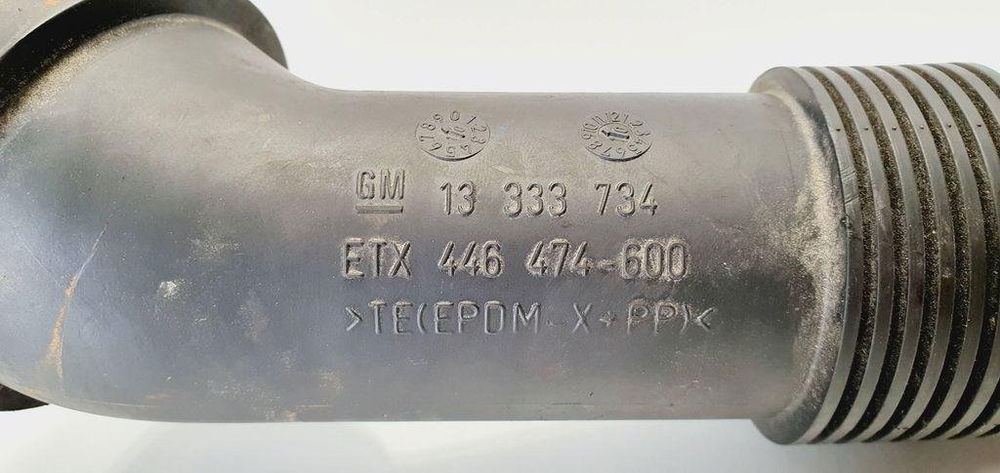 GM 13 333 734
ETX 446 474-600
>TE(EPDM-X+PP)<